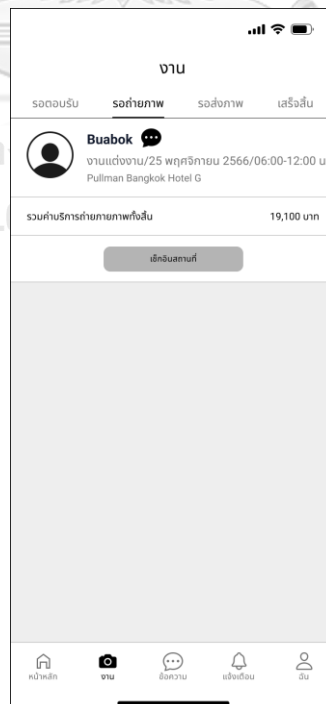 งาน
รอตอบรับ รอถ่ายภาพ รอส่งภาพ เสร็จสิ้น
Buabok
งานแต่งงาน/25 พฤศจิกายน 2566/06:00-12:00 น
Pullman Bangkok Hotel G
รวมค่าบริการถ่ายภายภาพทั้งสิ้น 19,100 บาท
เช็กอินสถานที่
หน้าหลัก งาน ข้อความ แจ้งเตือน ฉัน